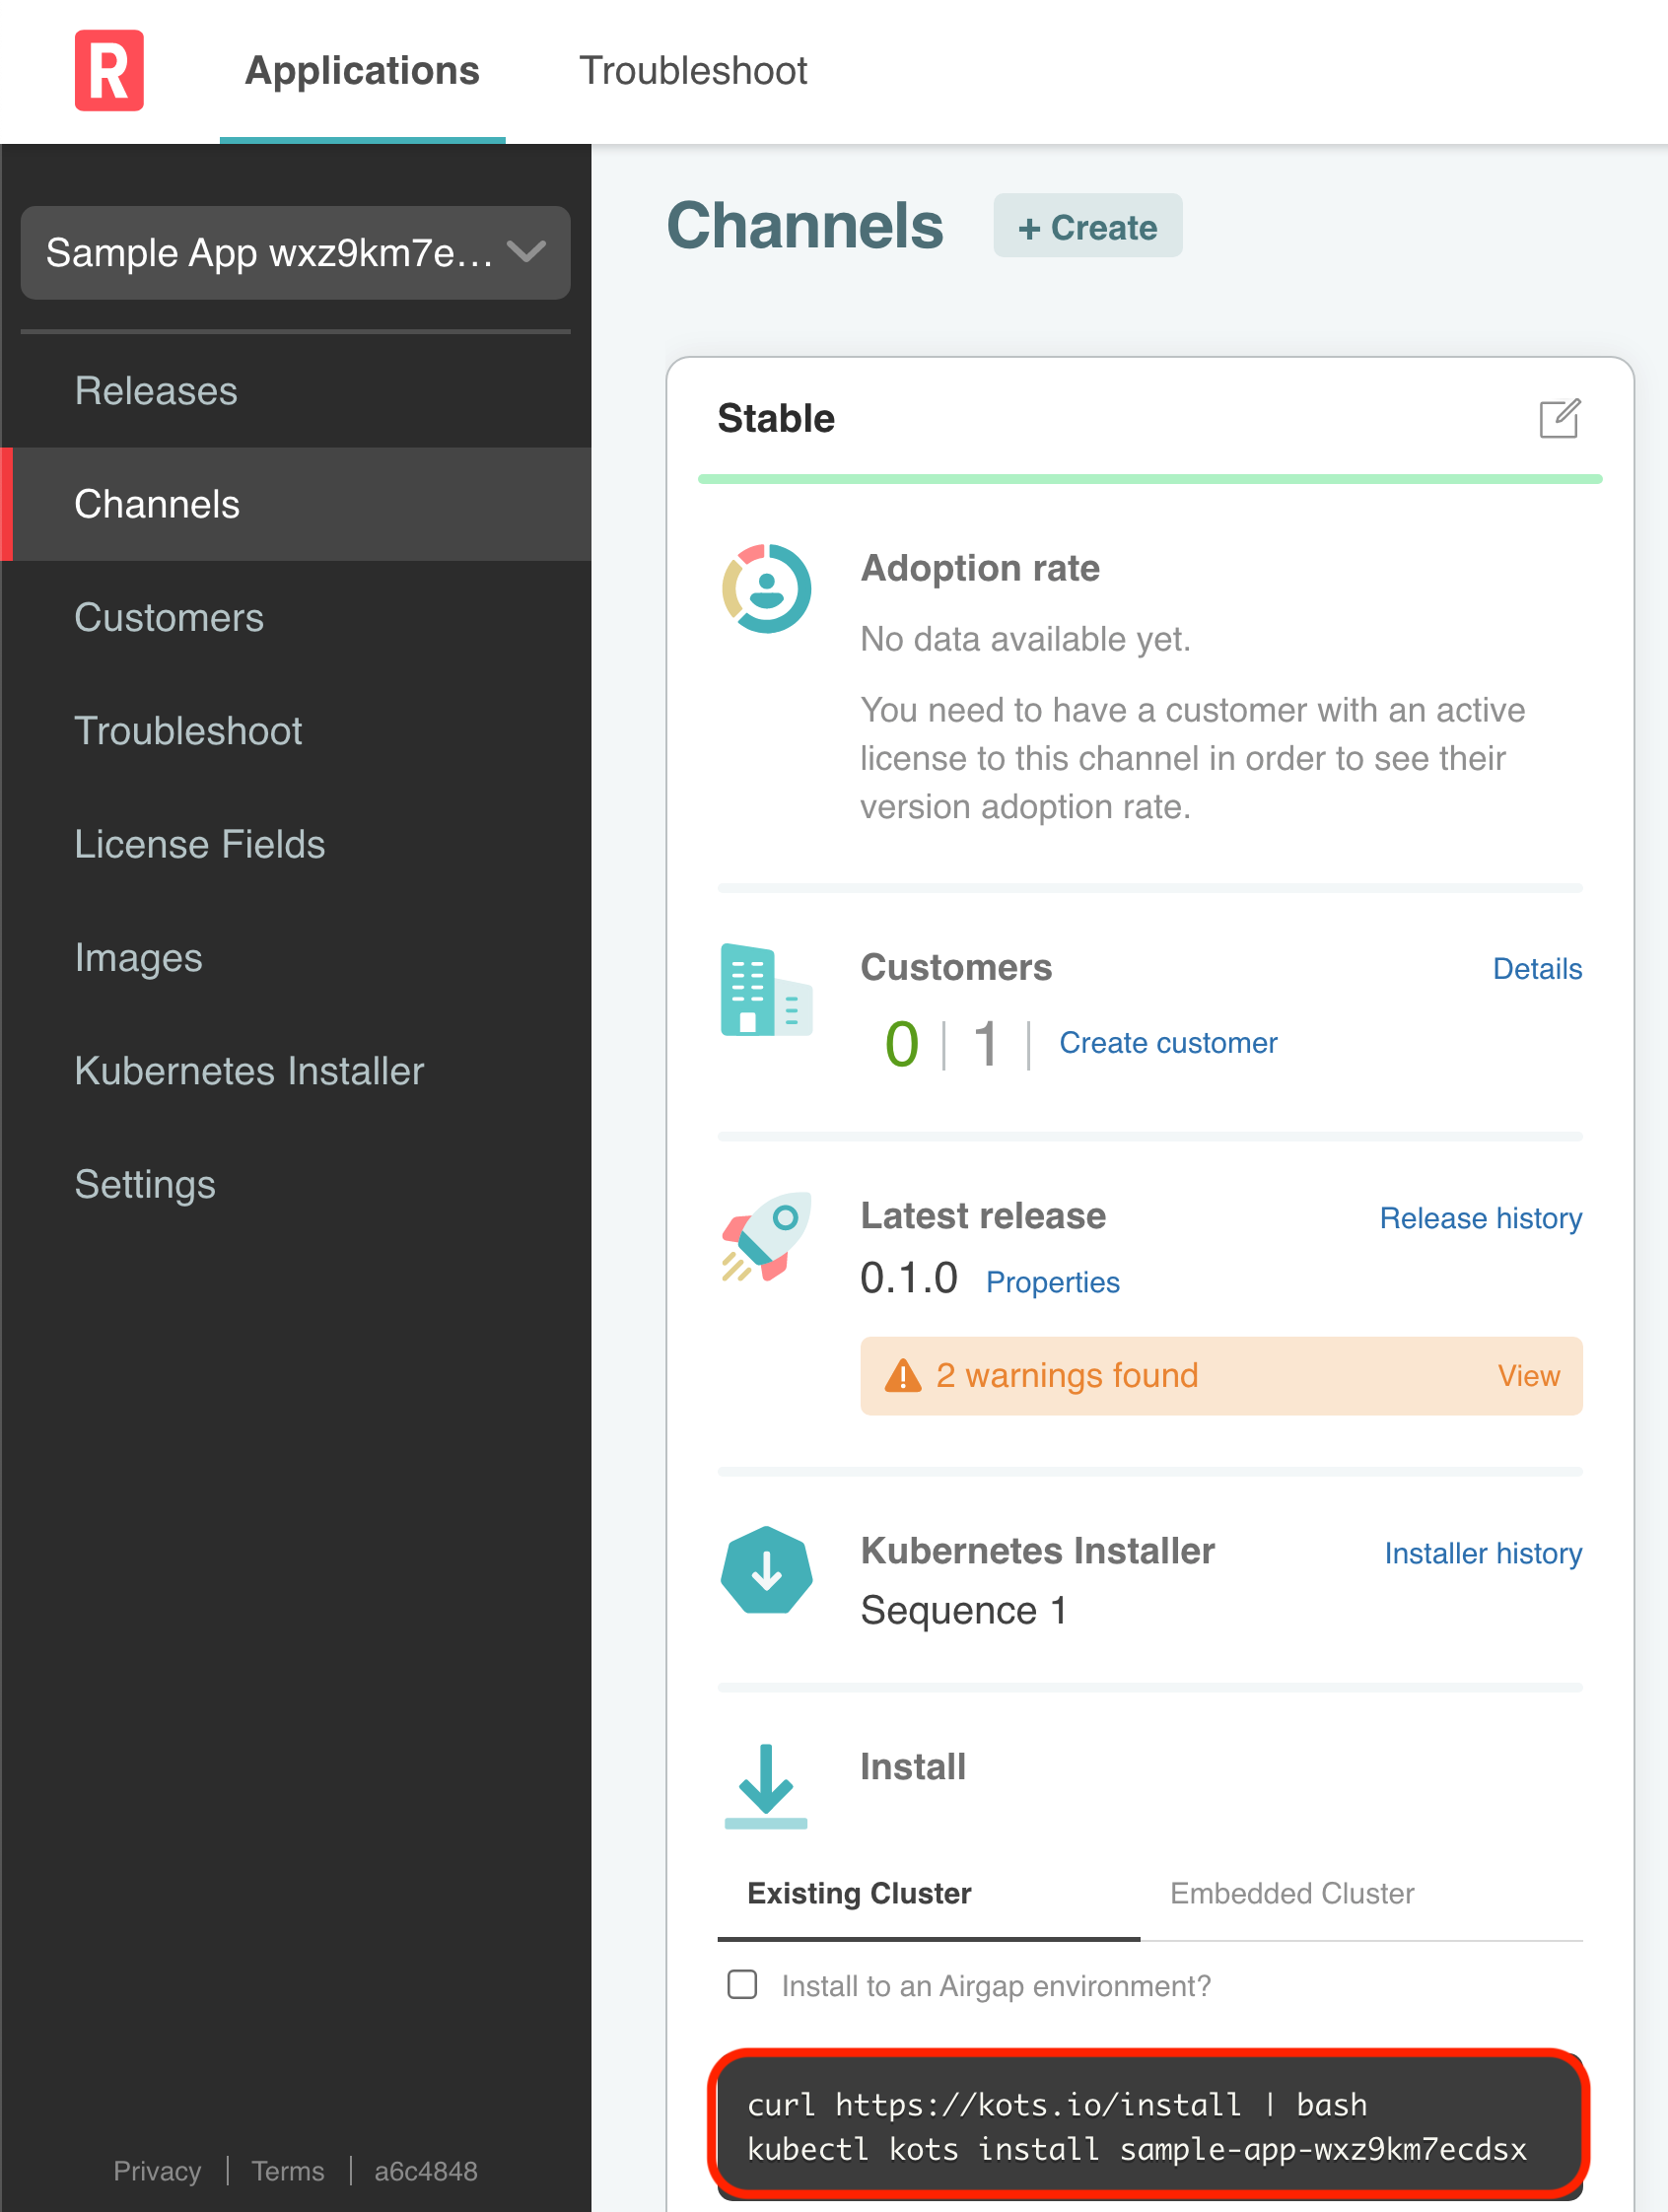 R
Applications
Troubleshoot
Sample App wxz9km7e...
Releases
Channels
Customers
Troubleshoot
License Fields
Images
Kubernetes Installer
Settings
Privacy | Terms | a6c4848
Channels
+ Create
Stable
Adoption rate
No data available yet.
You need to have a customer with an active
license to this channel in order to see their
version adoption rate.
Customers
Details
0 | 1 | Create customer
Latest release
Release history
0.1.0 Properties
2 warnings found
View
Kubernetes Installer
Installer history
Sequence 1
Install
Existing Cluster
Embedded Cluster
Install to an Airgap environment?
curl https://kots.io/install | bash
kubectl kots install sample-app-wxz9km7ecdsx